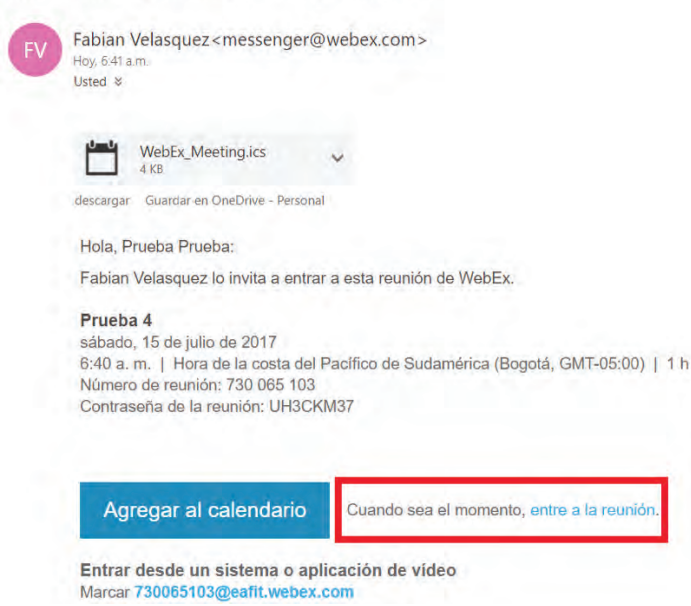 FV
Fabian Velasquez<messenger@webex.com>
Hoy, 6:41 a.m.
Usted
WebEx_Meeting.ics
4 KB
descargar Guardar en OneDrive - Personal
Hola, Prueba Prueba:
Fabian Velasquez lo invita a entrar a esta reunión de WebEx.
Prueba 4
sábado, 15 de julio de 2017
6:40 a. m. | Hora de la costa del Pacífico de Sudamérica (Bogotá, GMT-05:00) | 1 h
Número de reunión: 730 065 103
Contraseña de la reunión: UH3CKM37
Agregar al calendario Cuando sea el momento, entre a la reunión.
Entrar desde un sistema o aplicación de vídeo
Marcar 730065103@eafit.webex.com